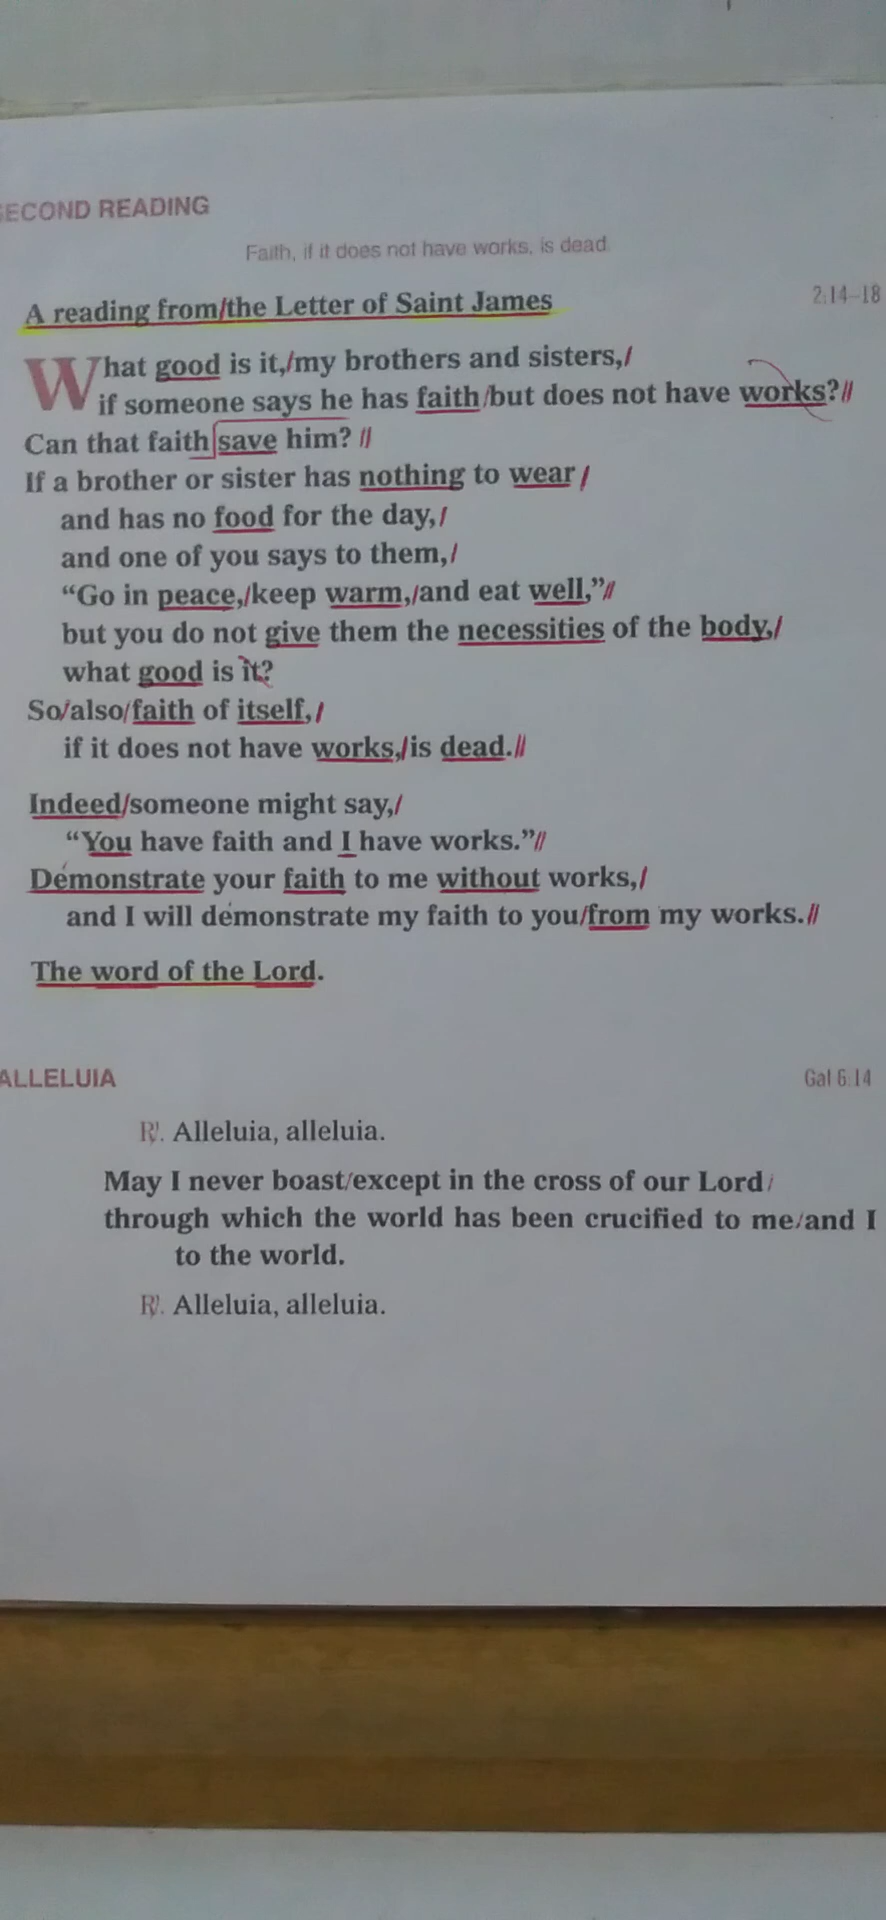 ECOND READING
Faith, if it does not have works, is dead.
A reading from/the Letter of Saint James
2:14–18
What good is it,/my brothers and sisters,/
if someone says he has faith/but does not have works?//
Can that faith save him? //
If a brother or sister has nothing to wear/
and has no food for the day,/
and one of you says to them,/
“Go in peace,/keep warm,/and eat well,”//
but you do not give them the necessities of the body,/
what good is it?
So/also/faith of itself,/
if it does not have works,/is dead.//
Indeed/someone might say,/
“You have faith and I have works.”//
Demonstrate your faith to me without works,/
and I will demonstrate my faith to you/from my works.//
The word of the Lord.
ALLELUIA
Gal 6:14
℟. Alleluia, alleluia.
May I never boast/except in the cross of our Lord/
through which the world has been crucified to me/and I
to the world.
℟. Alleluia, alleluia.